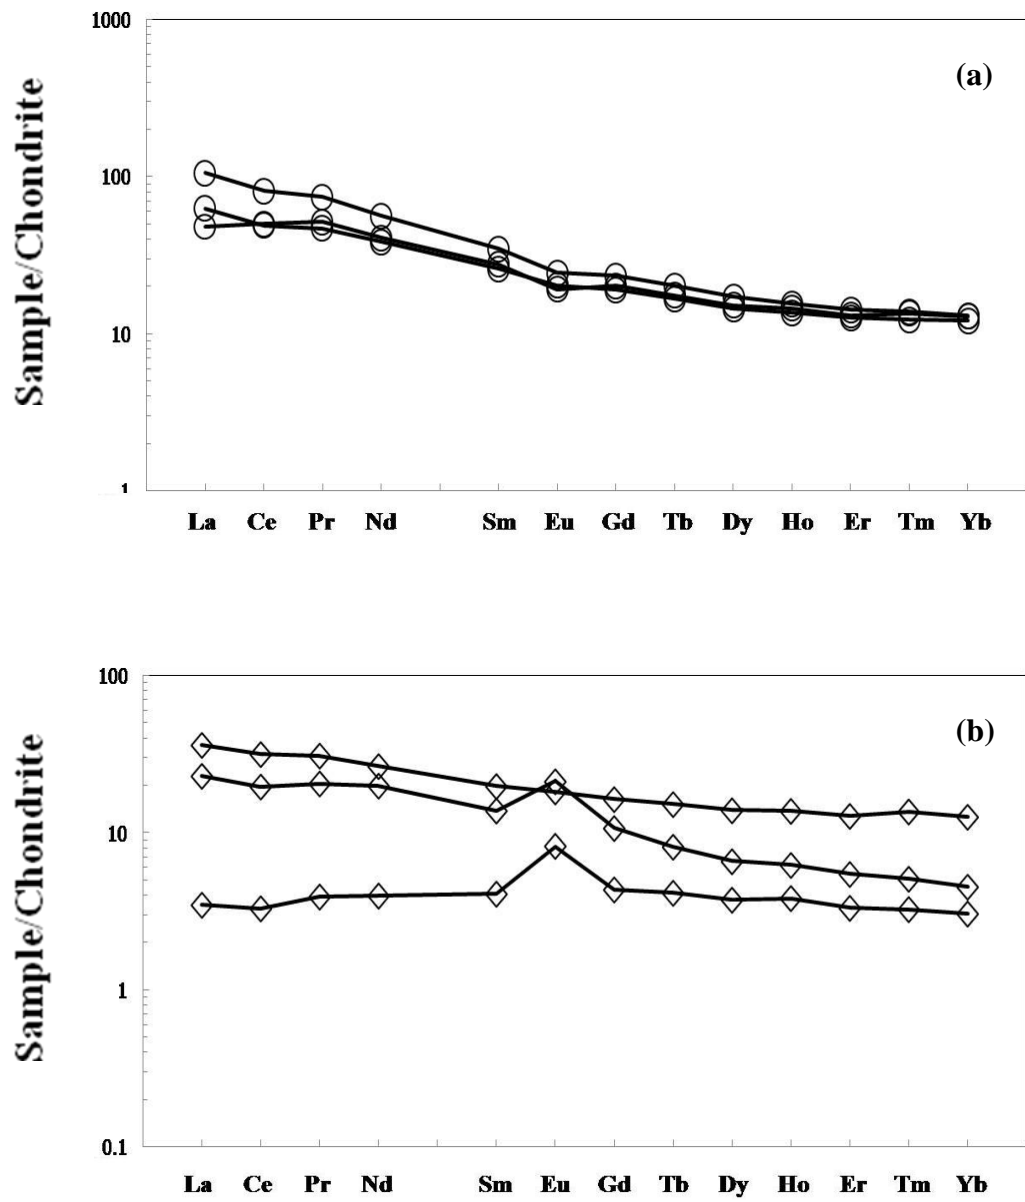 1000
(a)
100
10
1
Sample/Chondrite
La Ce Pr Nd Sm Eu Gd Tb Dy Ho Er Tm Yb
100
(b)
10
1
0.1
Sample/Chondrite
La Ce Pr Nd Sm Eu Gd Tb Dy Ho Er Tm Yb